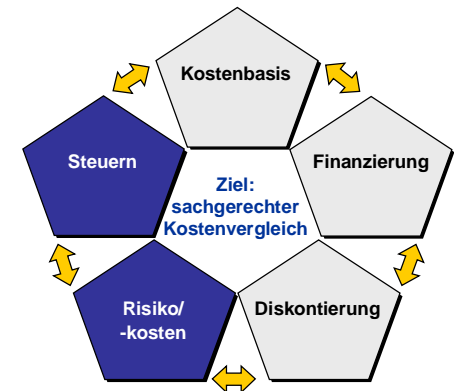 Kostenbasis
Steuern
Finanzierung
Ziel:
sachgerechter
Kostenvergleich
Risiko/
-kosten
Diskontierung